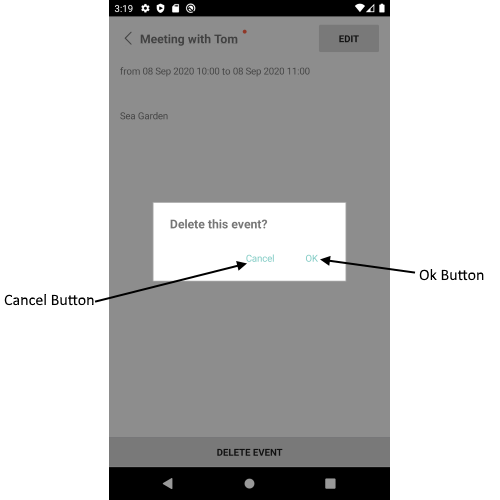 3:19
Meeting with Tom
EDIT
from 08 Sep 2020 10:00 to 08 Sep 2020 11:00
Sea Garden
Delete this event?
Cancel OK
Ok Button
Cancel Button
DELETE EVENT